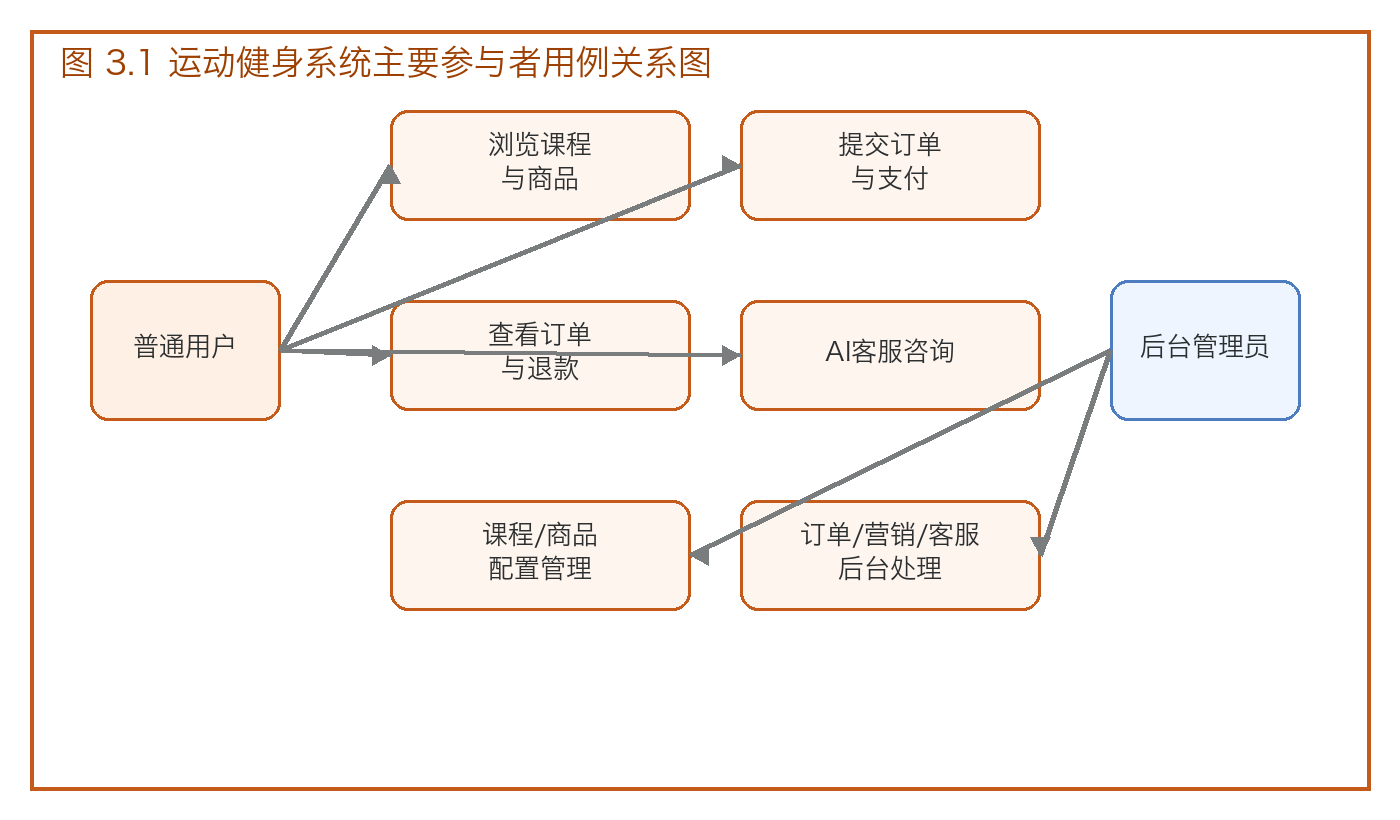 图 3.1 运动健身系统主要参与者用例关系图
浏览课程
与商品
提交订单
与支付
普通用户
查看订单
与退款
AI客服咨询
后台管理员
课程/商品
配置管理
订单/营销/客服
后台处理